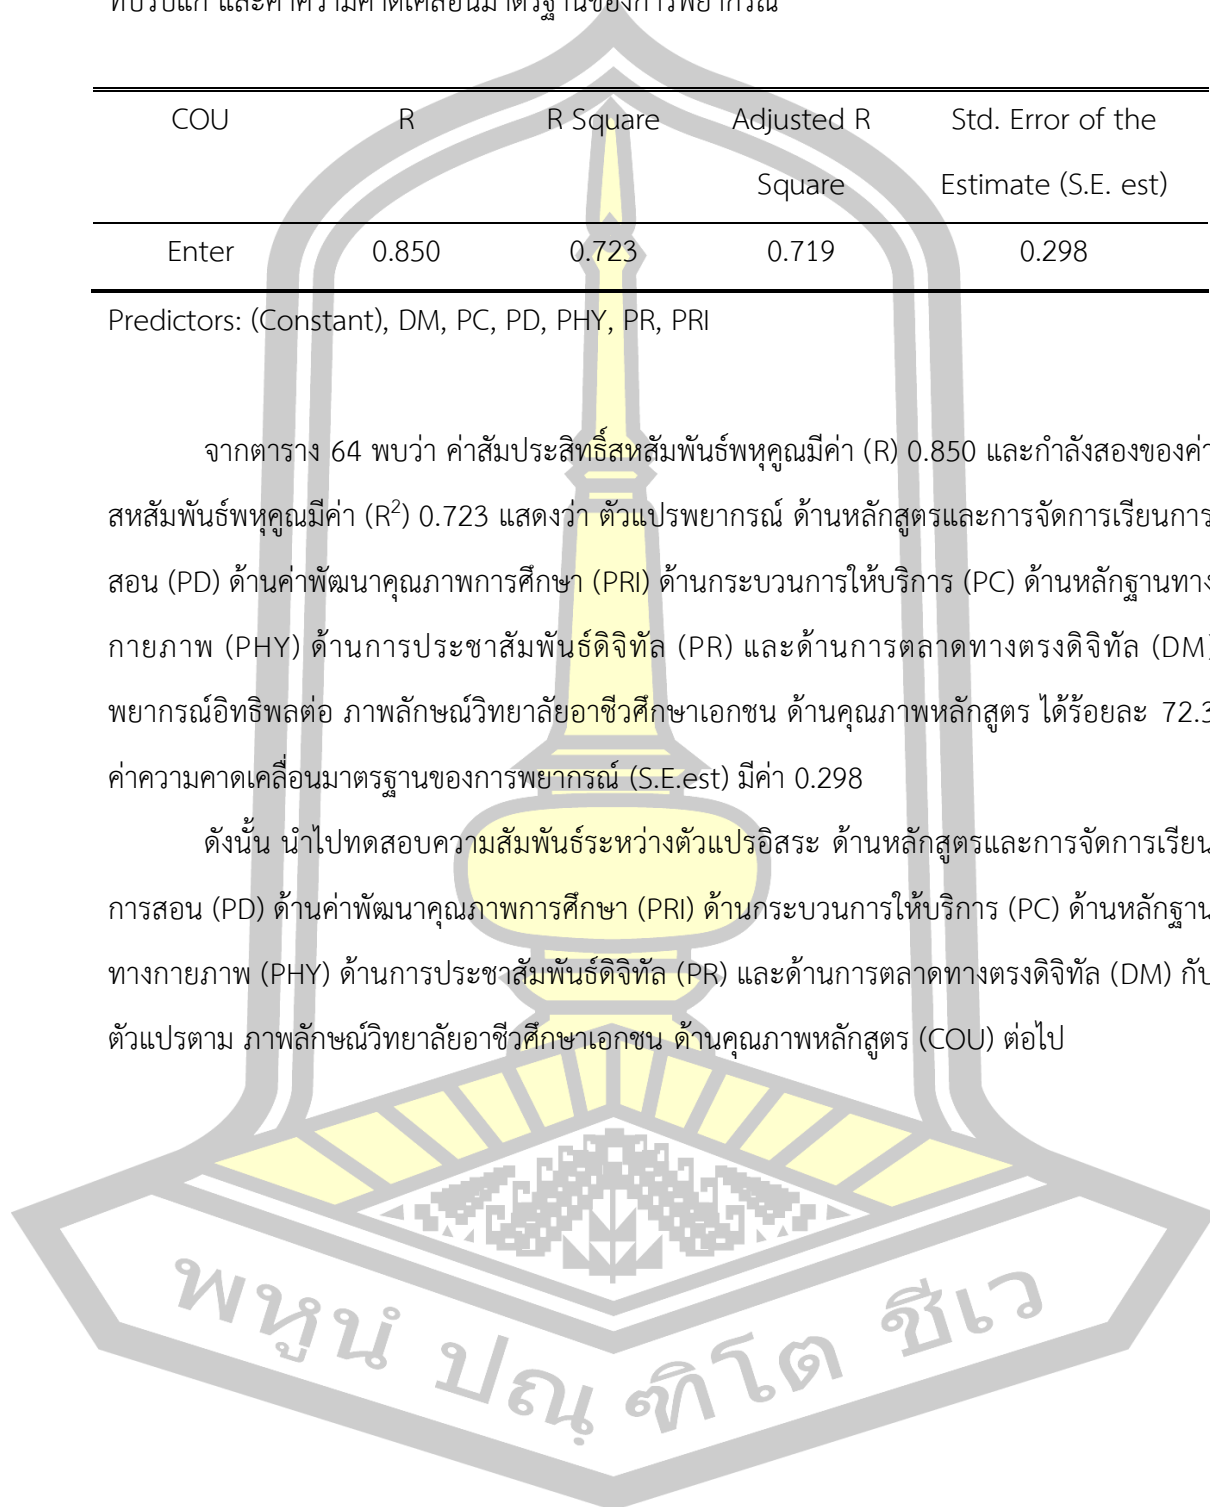 ที่ปรับแก้ และค่าความคาดเคลื่อนมาตรฐานของการพยากรณ์
COU R R Square Adjusted R Std. Error of the
Square Estimate (S.E. est)
Enter 0.850 0.723 0.719 0.298
Predictors: (Constant), DM, PC, PD, PHY, PR, PRI
จากตาราง 64 พบว่า ค่าสัมประสิทธิ์สหสัมพันธ์พหุคูณมีค่า (R) 0.850 และกำลังสองของค่า
สหสัมพันธ์พหุคูณมีค่า (R²) 0.723 แสดงว่า ตัวแปรพยากรณ์ ด้านหลักสูตรและการจัดการเรียนการ
สอน (PD) ด้านค่าพัฒนาคุณภาพการศึกษา (PRI) ด้านกระบวนการให้บริการ (PC) ด้านหลักฐานทาง
กายภาพ (PHY) ด้านการประชาสัมพันธ์ดิจิทัล (PR) และด้านการตลาดทางตรงดิจิทัล (DM)
พยากรณ์อิทธิพลต่อ ภาพลักษณ์วิทยาลัยอาชีวศึกษาเอกชน ด้านคุณภาพหลักสูตร ได้ร้อยละ 72.3
ค่าความคาดเคลื่อนมาตรฐานของการพยากรณ์ (S.E.est) มีค่า 0.298
ดังนั้น นำไปทดสอบความสัมพันธ์ระหว่างตัวแปรอิสระ ด้านหลักสูตรและการจัดการเรียน
การสอน (PD) ด้านค่าพัฒนาคุณภาพการศึกษา (PRI) ด้านกระบวนการให้บริการ (PC) ด้านหลักฐาน
ทางกายภาพ (PHY) ด้านการประชาสัมพันธ์ดิจิทัล (PR) และด้านการตลาดทางตรงดิจิทัล (DM) กับ
ตัวแปรตาม ภาพลักษณ์วิทยาลัยอาชีวศึกษาเอกชน ด้านคุณภาพหลักสูตร (COU) ต่อไป
พหูนํ ปณฺฑิโต ชีเว